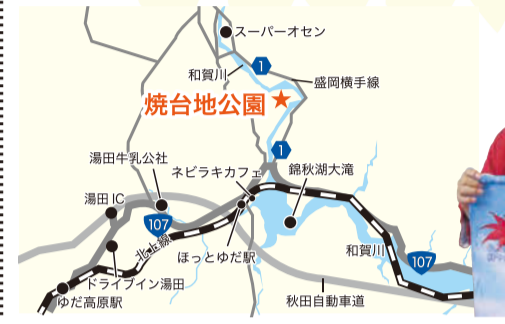 スーパーオセン
和賀川
1
盛岡横手線
焼台地公園
1
湯田牛乳公社
ネビラキカフェ
錦秋湖大滝
湯田IC
107
北上線
ほっとゆだ駅
和賀川
107
ドライブイン湯田
ゆだ高原駅
秋田自動車道